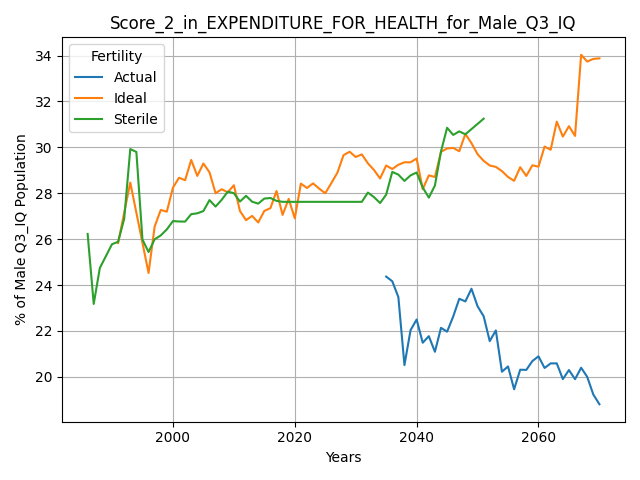 Score_2_in_EXPENDITURE_FOR_HEALTH_for_Male_Q3_IQ
Fertility
Actual
Ideal
Sterile
% of Male Q3_IQ Population
34
32
30
28
26
24
22
20
2000
2020
2040
2060
Years